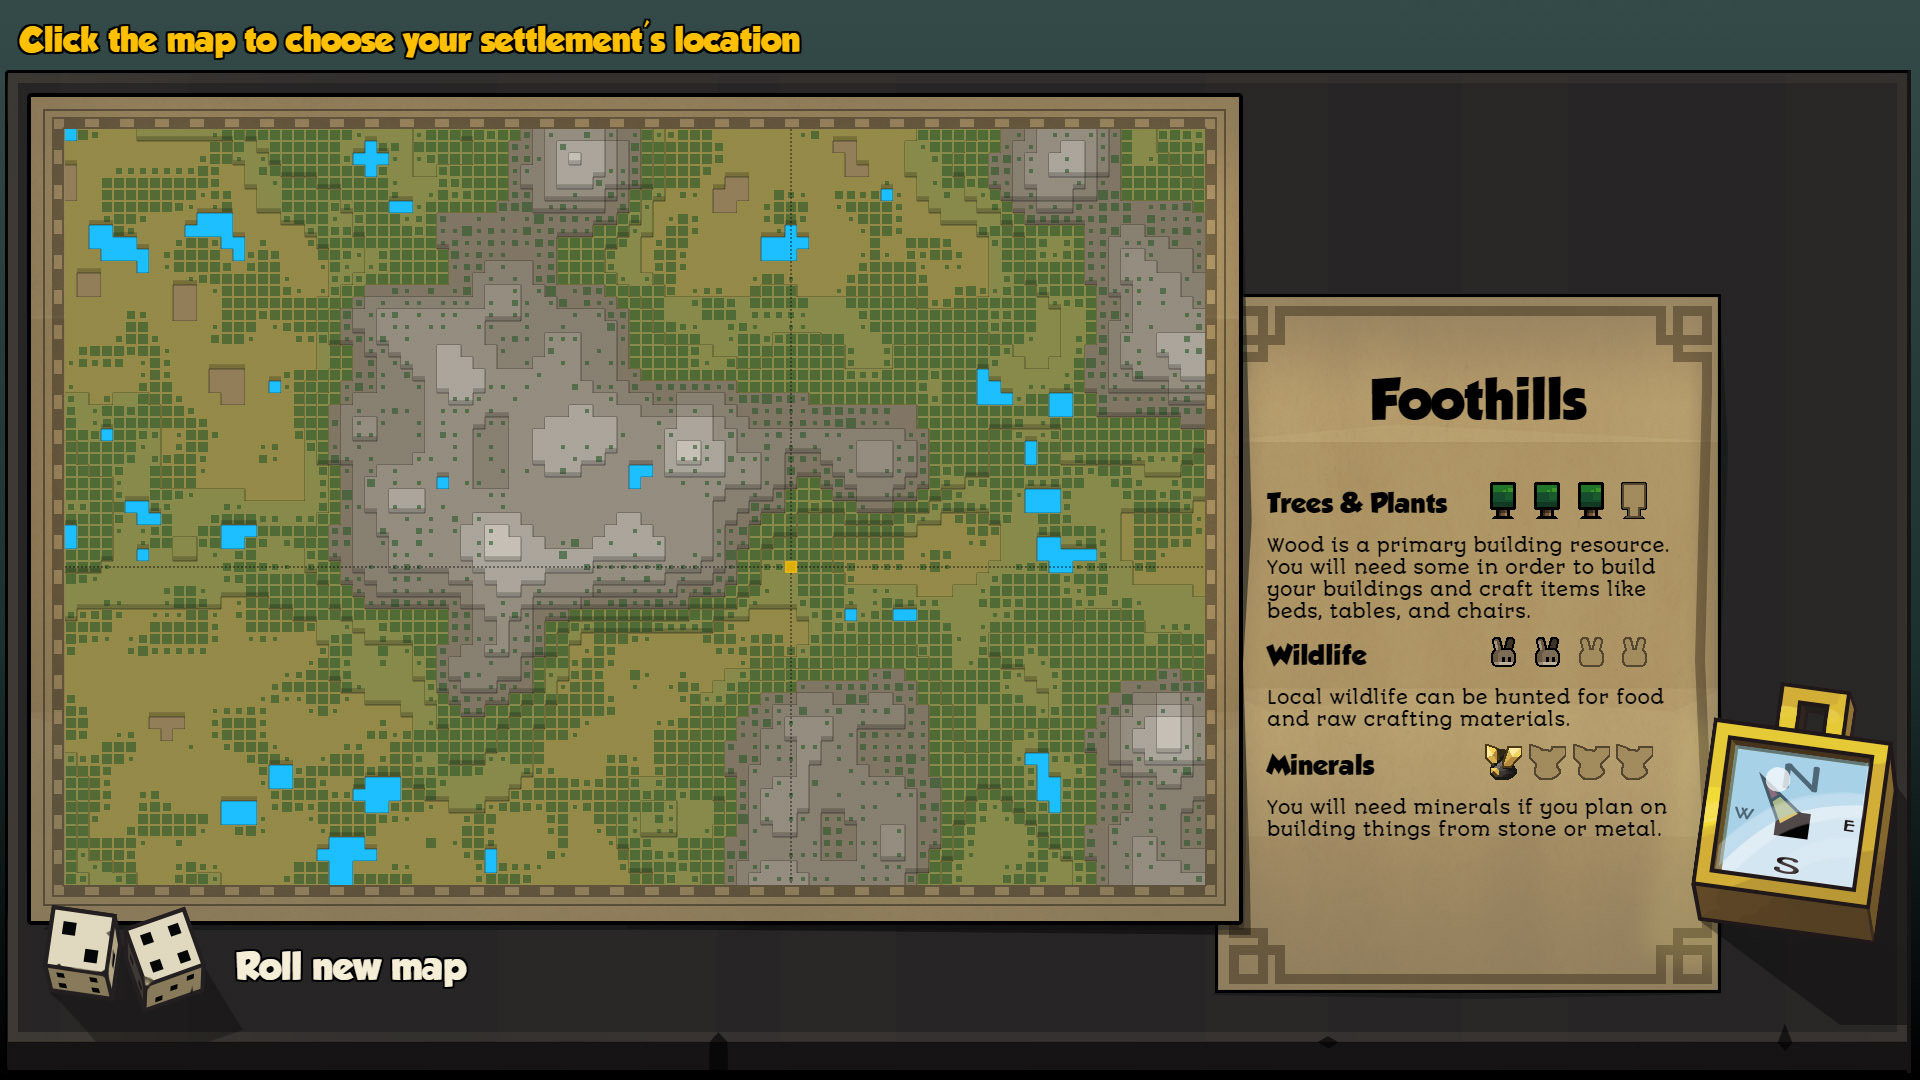 Click the map to choose your settlement's location
Foothills
Trees & Plants
Wood is a primary building resource.
You will need some in order to build
your buildings and craft items like
beds, tables, and chairs.
Wildlife
Local wildlife can be hunted for food
and raw crafting materials.
Minerals
You will need minerals if you plan on
building things from stone or metal.
N
W
E
S
Roll new map